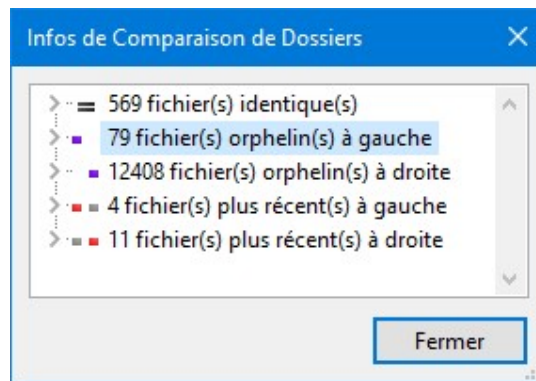 Infos de Comparaison de Dossiers
569 fichier(s) identique(s)
79 fichier(s) orphelin(s) à gauche
12408 fichier(s) orphelin(s) à droite
4 fichier(s) plus récent(s) à gauche
11 fichier(s) plus récent(s) à droite
Fermer